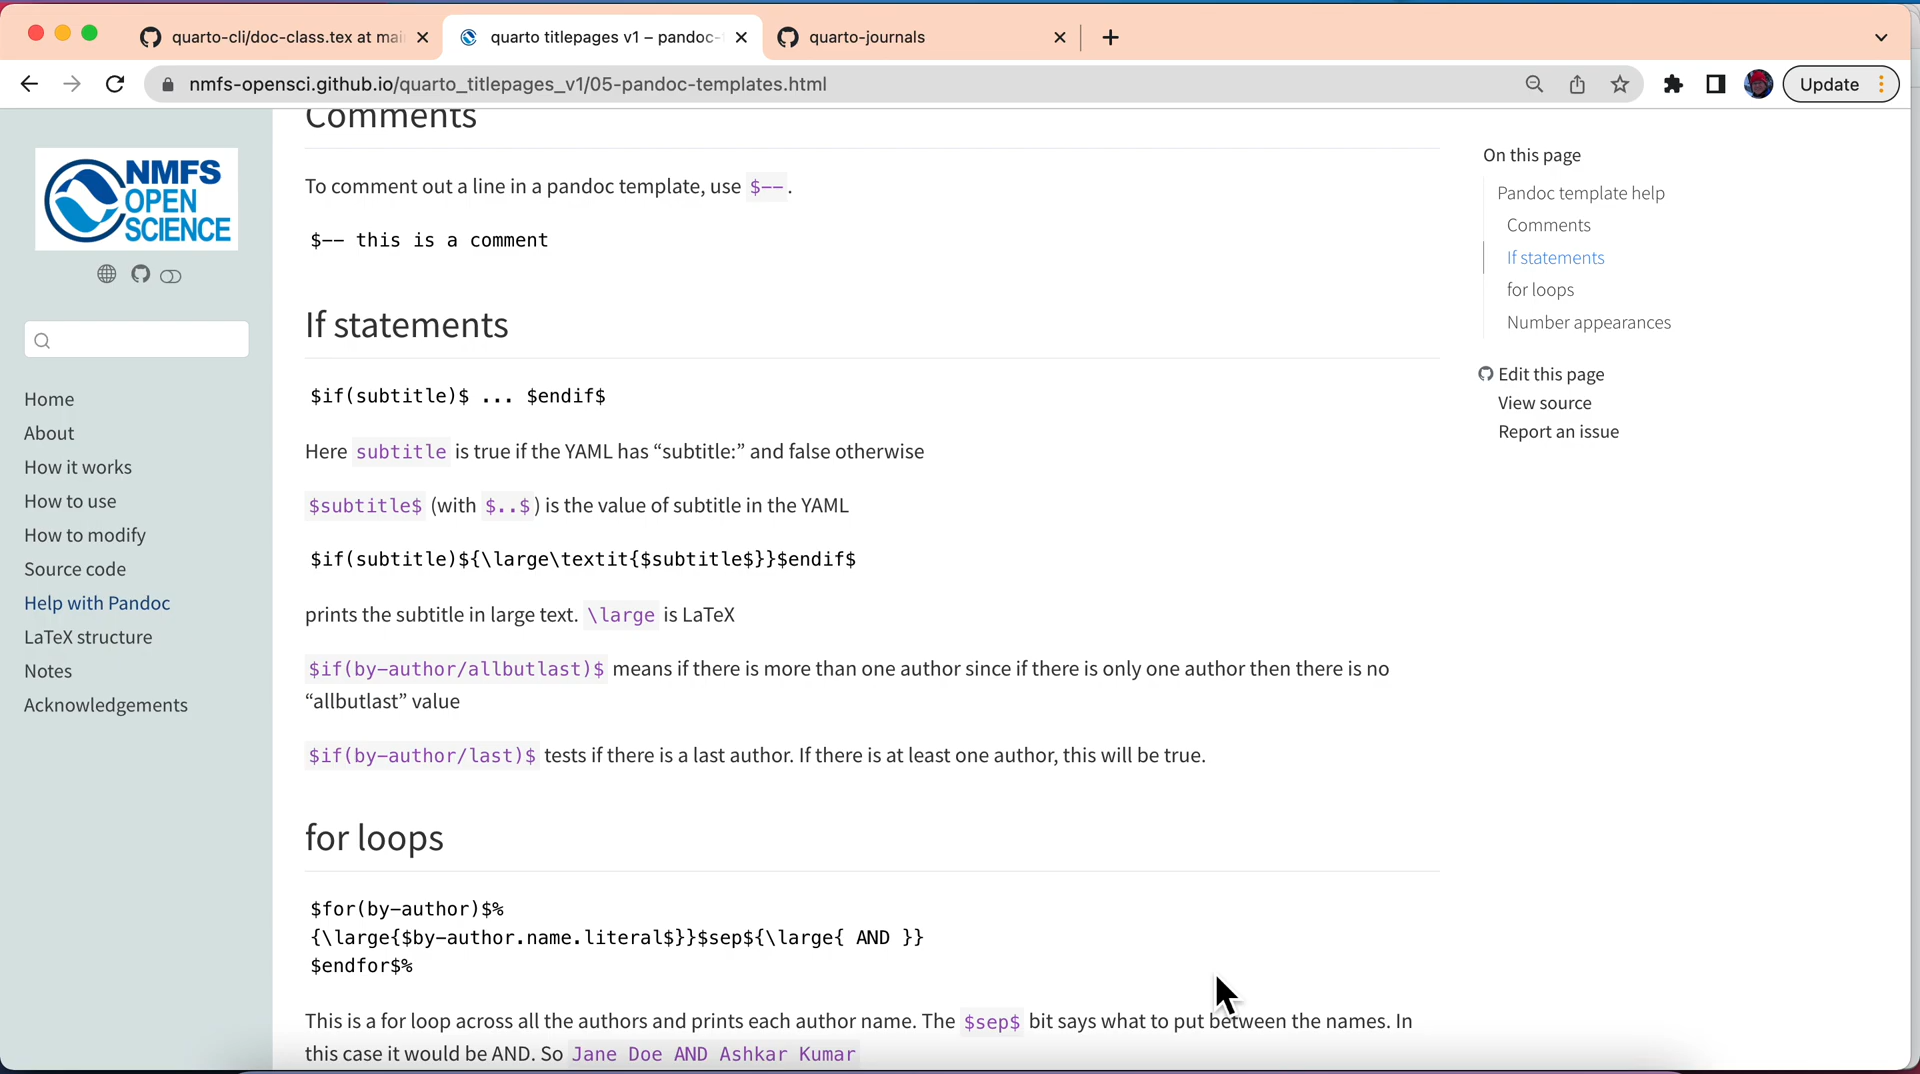 quarto-cli/doc-class.tex at mai
quarto titlepages v1 – pandoc-
quarto-journals
nmfs-opensci.github.io/quarto_titlepages_v1/05-pandoc-templates.html
Update
NMFS
OPEN
SCIENCE
Home
About
How it works
How to use
How to modify
Source code
Help with Pandoc
LaTeX structure
Notes
Acknowledgements
Comments
To comment out a line in a pandoc template, use $--.
$-- this is a comment
If statements
$if(subtitle)$ ... $endif$
Here subtitle is true if the YAML has “subtitle:” and false otherwise
$subtitle$ (with $..$) is the value of subtitle in the YAML
$if(subtitle)${\large\textit{$subtitle$}}$endif$
prints the subtitle in large text. \large is LaTeX
$if(by-author/allbutlast)$ means if there is more than one author since if there is only one author then there is no
“allbutlast” value
$if(by-author/last)$ tests if there is a last author. If there is at least one author, this will be true.
for loops
$for(by-author)$%
{\large{$by-author.name.literal$}}$sep${\large{ AND }}
$endfor$%
This is a for loop across all the authors and prints each author name. The $sep$ bit says what to put between the names. In
this case it would be AND. So Jane Doe AND Ashkar Kumar
On this page
Pandoc template help
Comments
If statements
for loops
Number appearances
Edit this page
View source
Report an issue